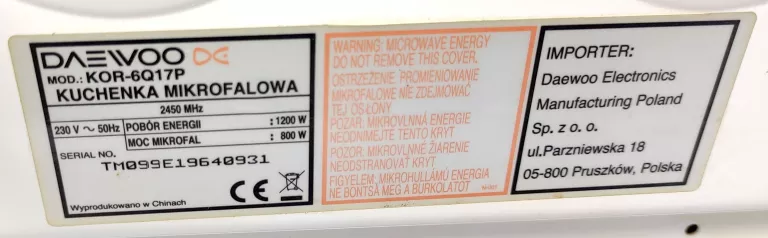 DAEWOO
MOD.: KOR-6Q17P
KUCHENKA MIKROFALOWA
2450 MHz
230 V ~ 50Hz POBÓR ENERGII : 1200 W
MOC MIKROFAL : 800 W
SERIAL NO.
TM099E19640931
CE
Wyprodukowano w Chinach
WARNING: MICROWAVE ENERGY
DO NOT REMOVE THIS COVER.
OSTRZEŻENIE: PROMIENIOWANIE
MIKROFALOWE NIE ZDEJMOWAĆ
TEJ OSŁONY
POZOR: MIKROVLNNÁ ENERGIE
NEODNIMEJTE TENTO KRYT
POZOR: MIKROVLNNE ŽIARENIE
NEODSTRANOVAT KRYT
FIGYELEM: MIKROHULLÁMÚ ENERGIA
NE BONTSA MEG A BURKOLATOT
IMPORTER:
Daewoo Electronics
Manufacturing Poland
Sp. z o. o.
ul.Parzniewska 18
05-800 Pruszków, Polska